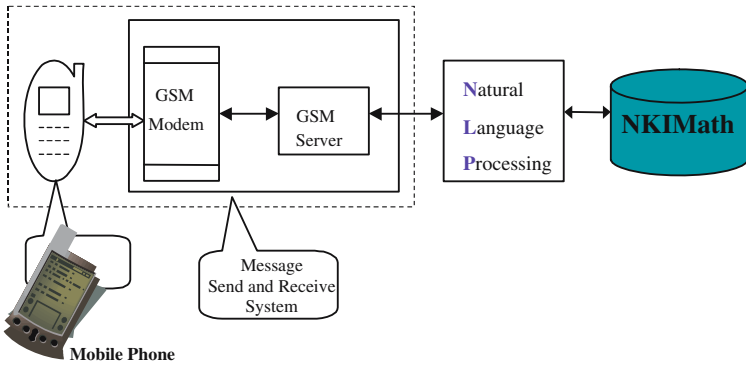 GSM
Modem
GSM
Server
Natural
Language
Processing
NKIMath
Message
Send and Receive
System
Mobile Phone